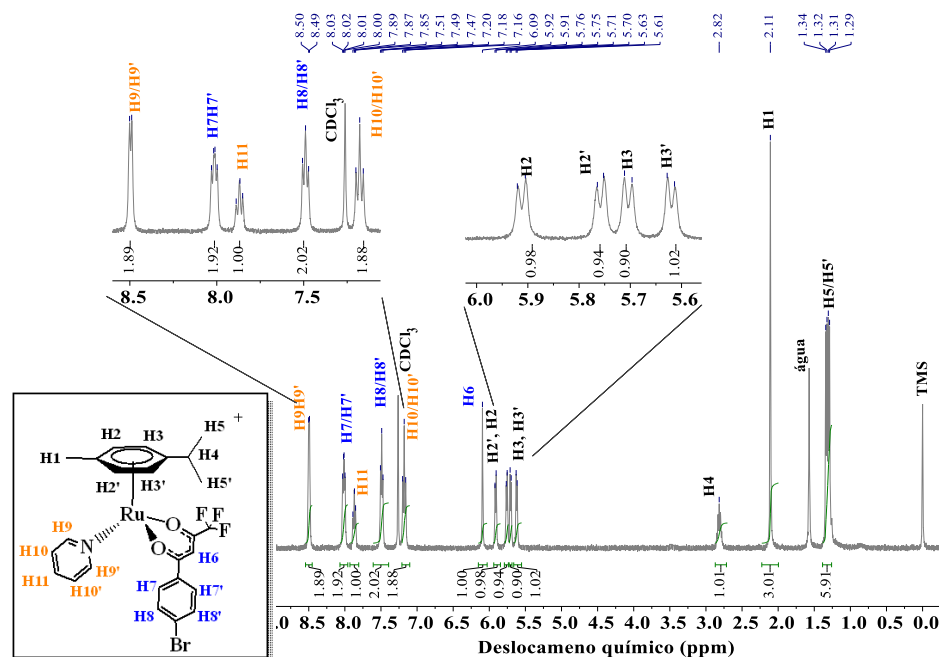 8.50
8.49
8.03
8.02
8.01
8.00
7.89
7.87
7.85
7.51
7.49
7.47
7.20
7.18
7.16
6.09
5.92
5.91
5.76
5.75
5.71
5.70
5.63
5.61
2.82
2.11
1.34
1.32
1.31
1.29
H9/H9'
H7H7'
H11
H8/H8'
CDCl3
H10/H10'
1.89
1.92
1.00
2.02
1.88
8.5 8.0 7.5
H2
H2'
H3
H3'
0.98
0.94
0.90
1.02
6.0 5.9 5.8 5.7 5.6
H9H9'
H7/H7'
H11
H8/H8'
CDCl3
H10/H10'
H6
H2', H2
H3, H3'
H4
H1
água
H5/H5'
TMS
1.89
1.92
1.00
2.02
1.88
1.00
0.98
0.94
0.90
1.02
1.01
3.01
5.91
.0 8.5 8.0 7.5 7.0 6.5 6.0 5.5 5.0 4.5 4.0 3.5 3.0 2.5 2.0 1.5 1.0 0.5 0.0
Deslocameno químico (ppm)
+
H2 H3 H5
H1 H4
H2' H3' H5'
Ru O F F
F
H9 N O
H10 H6
H11 H9' H7 H7'
H10'
H8 H8'
Br